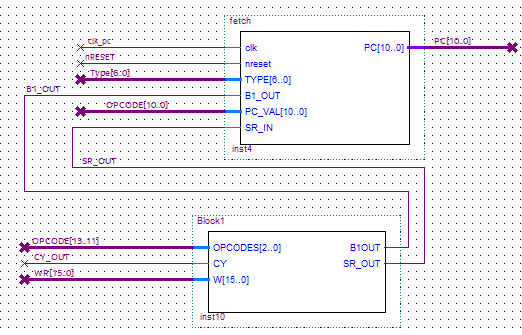 fetch
clk_pc
clk
PC[10..0]
PC[10..0]
nRESET
nreset
Type[6..0]
TYPE[6..0]
B1_OUT
B1_OUT
OPCODE[10..0]
PC_VAL[10..0]
SR_IN
inst4
SR_OUT
Block1
OPCODE[13..11]
OPCODES[2..0]
B1OUT
CY_OUT
CY
SR_OUT
WR[15..0]
W[15..0]
inst10